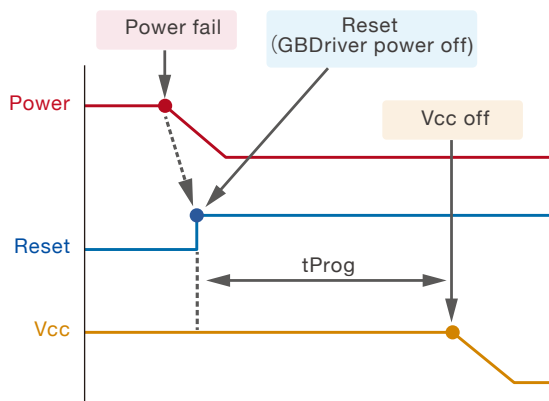 Power fail
Reset
(GBDriver power off)
Power
Vcc off
Reset
tProg
Vcc